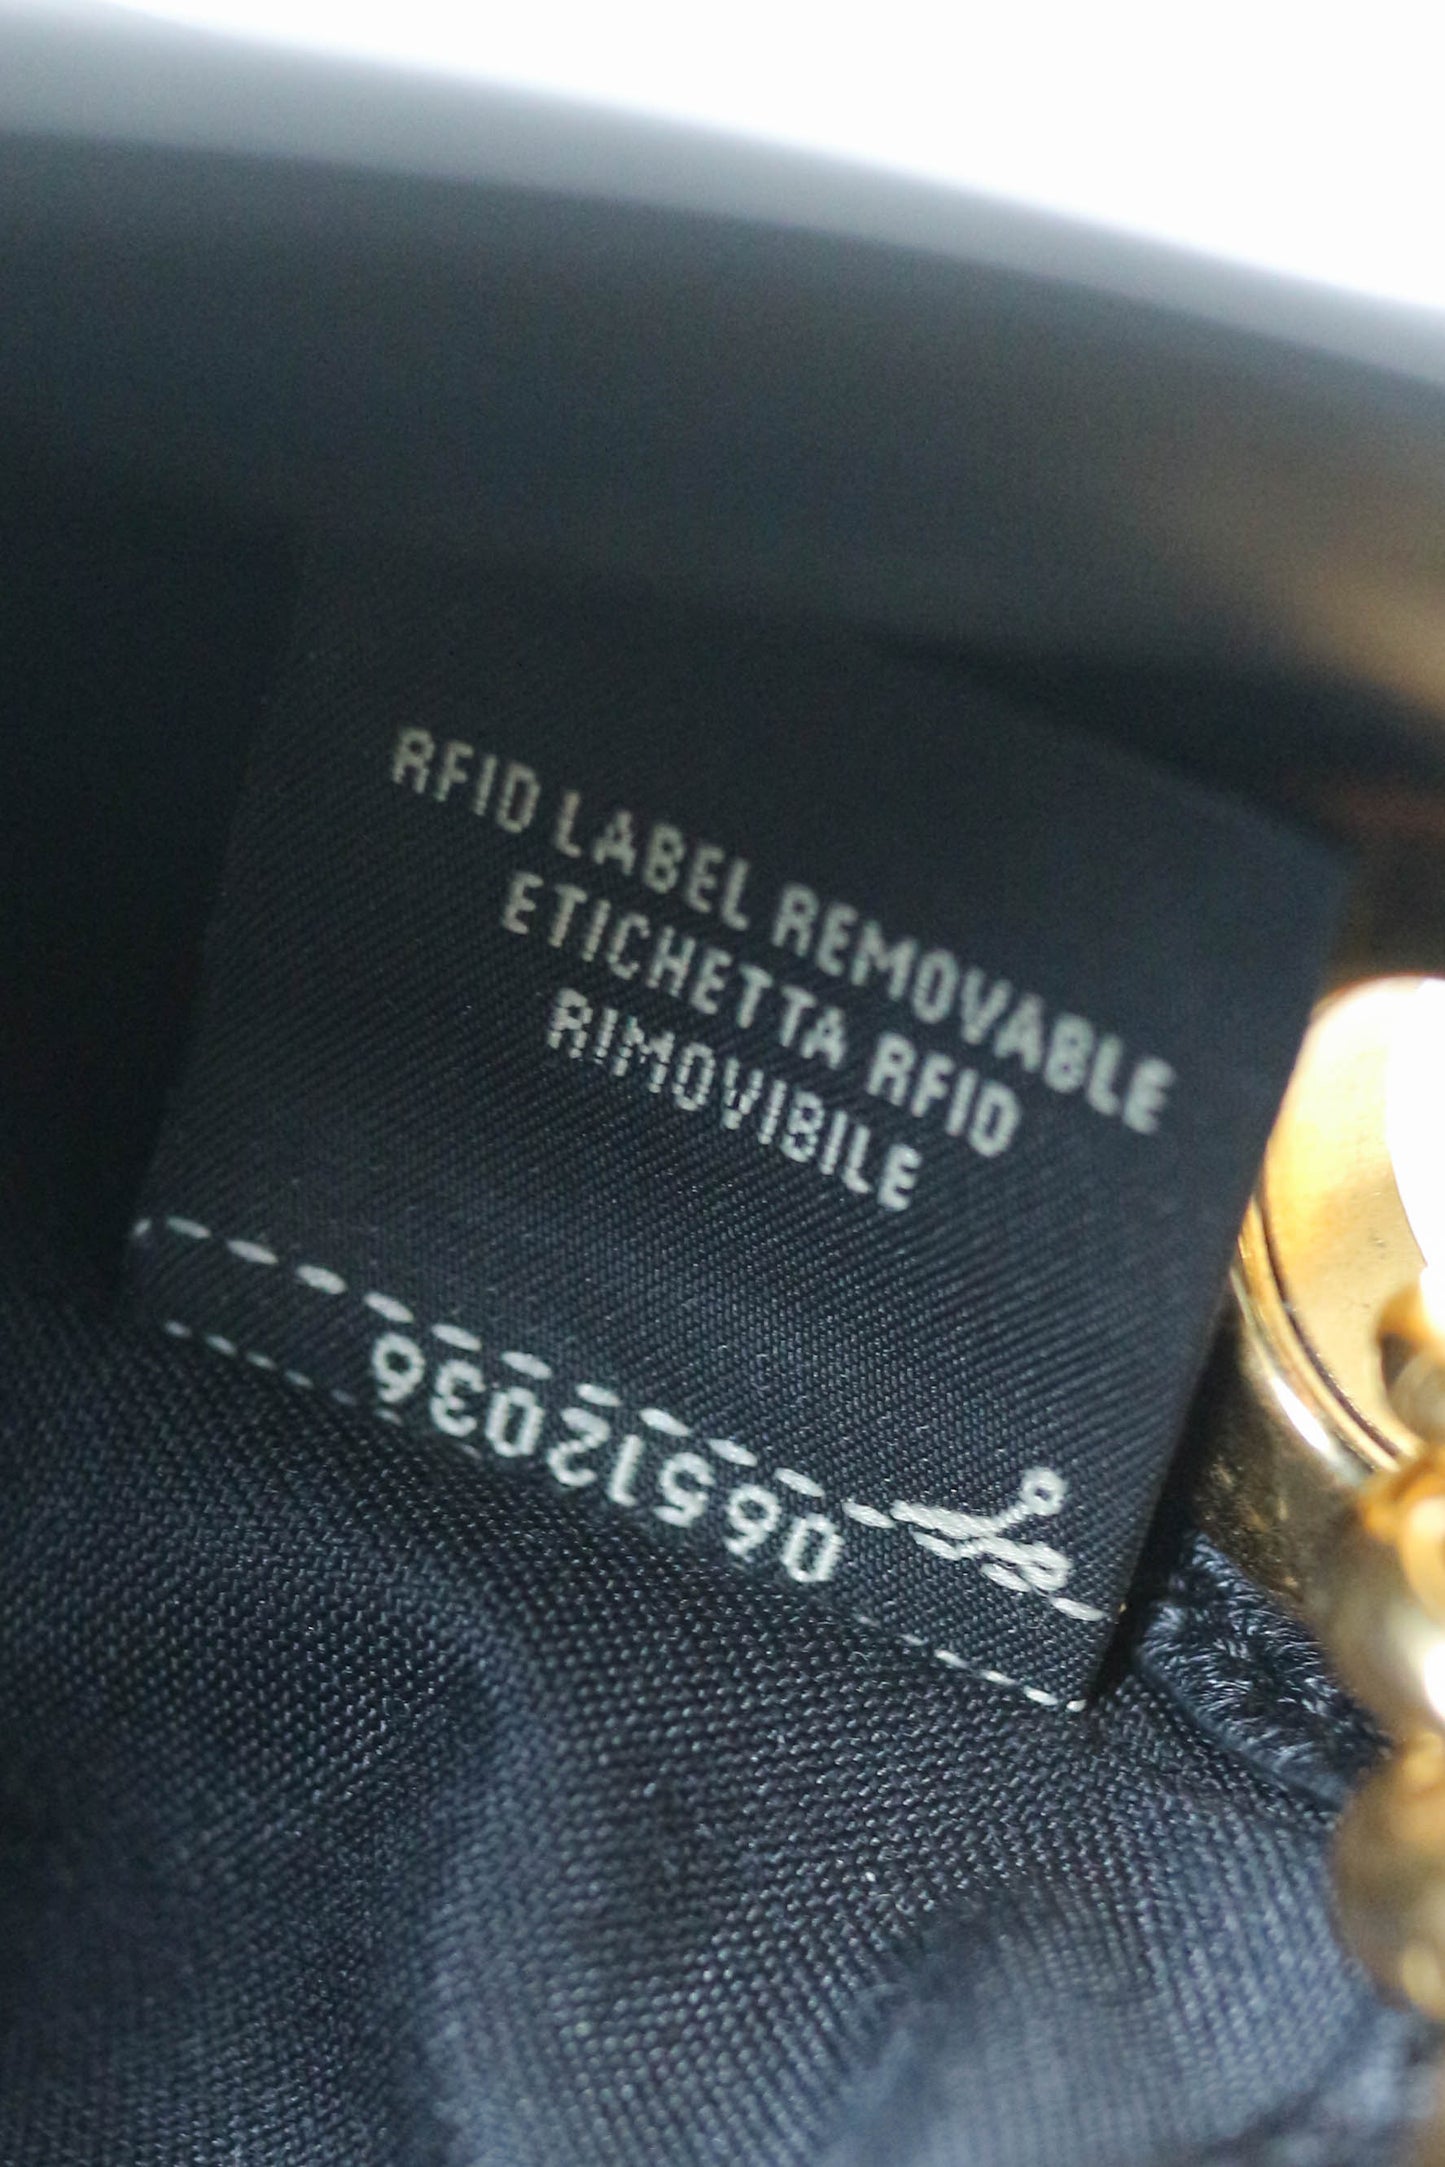 RFID LABEL REMOVABLE
ETICHETTA RFID
RIMOVIBILE
06512036